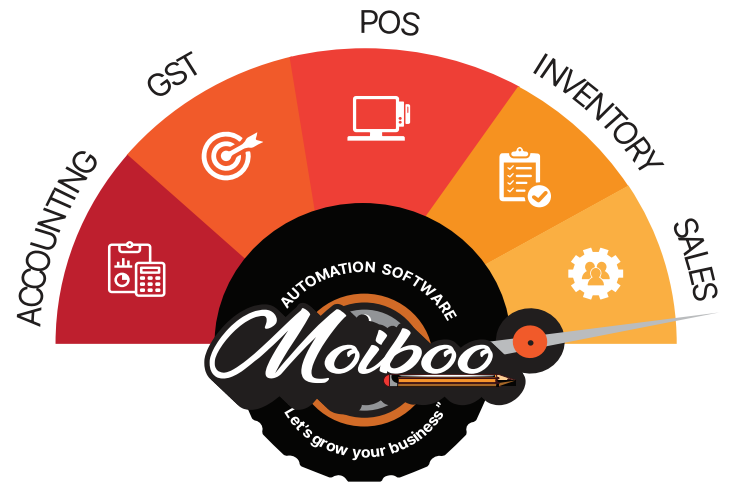 POS
GST
INVENTORY
ACCOUNTING
SALES
AUTOMATION SOFTWARE
Moiboo
Let's grow your business "